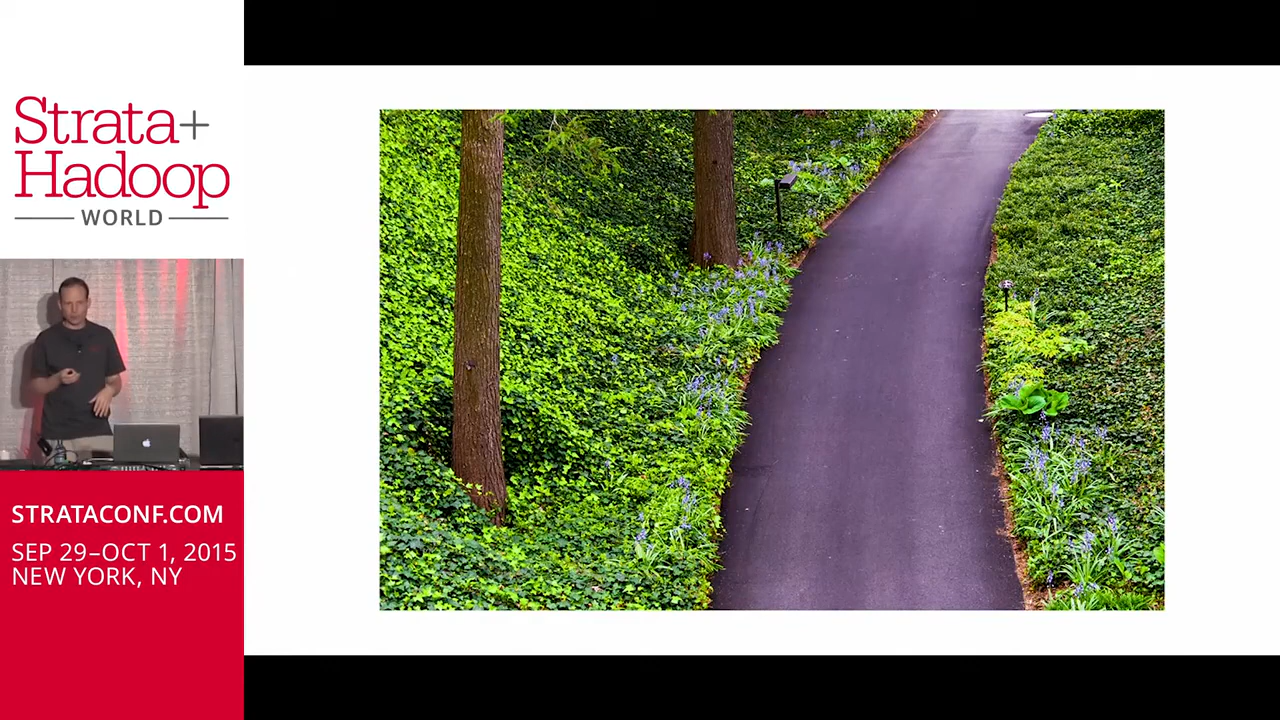 Strata+
Hadoop
WORLD
STRATACONF.COM
SEP 29–OCT 1, 2015
NEW YORK, NY